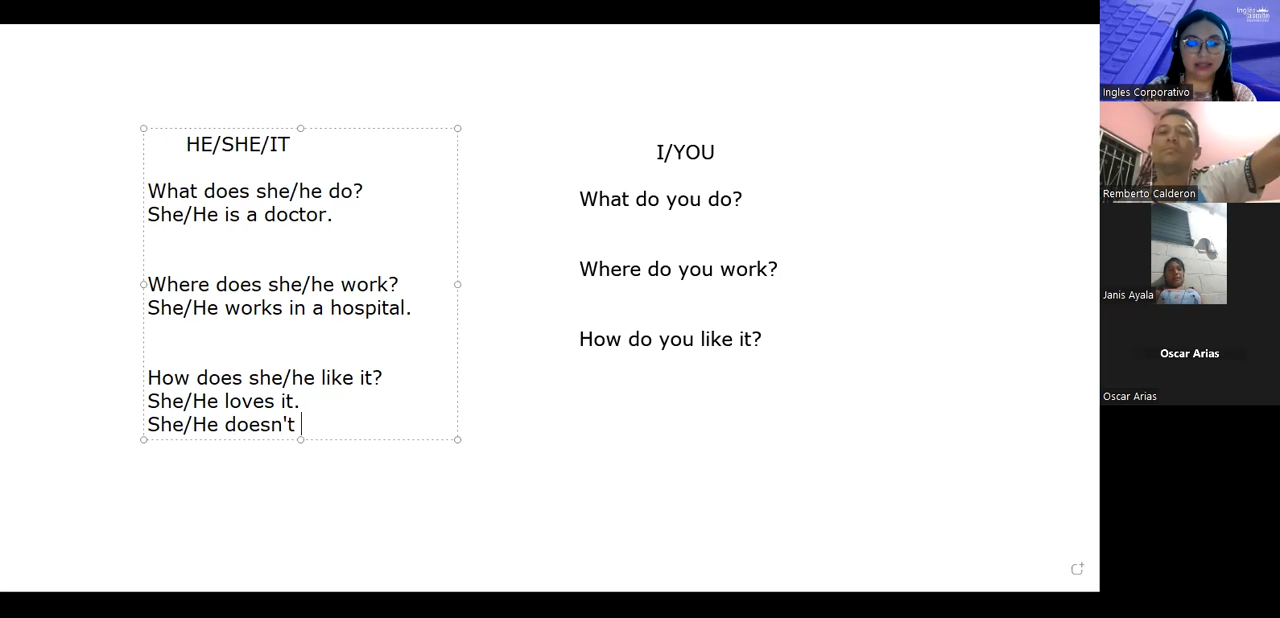 HE/SHE/IT
What does she/he do?
She/He is a doctor.
Where does she/he work?
She/He works in a hospital.
How does she/he like it?
She/He loves it.
She/He doesn't
I/YOU
What do you do?
Where do you work?
How do you like it?
Ingles Corporativo
Remberto Calderon
Janis Ayala
Oscar Arias
Oscar Arias